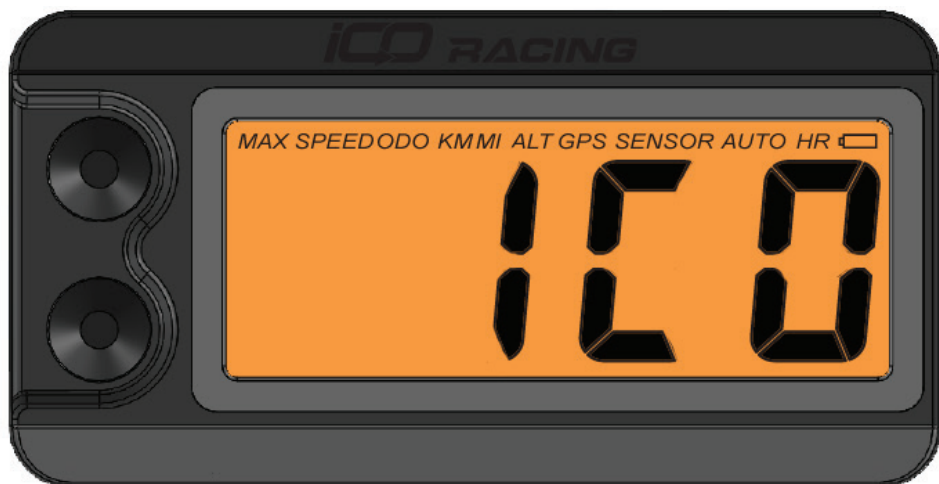 iCO RACING
MAX SPEED ODO KM MI ALT GPS SENSOR AUTO HR
ICO